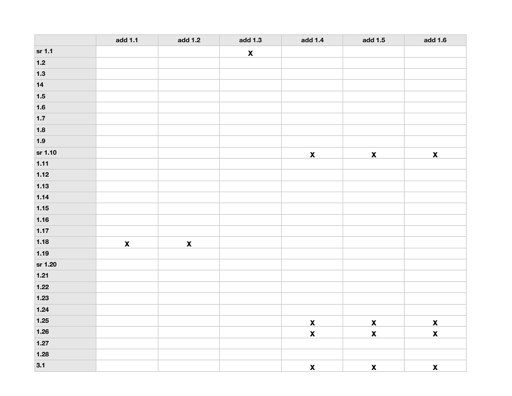 add 1.1 add 1.2 add 1.3 add 1.4 add 1.5 add 1.6
sr 1.1 x
1.2
1.3
14
1.5
1.6
1.7
1.8
1.9
sr 1.10 x x x
1.11
1.12
1.13
1.14
1.15
1.16
1.17
1.18 x x
1.19
sr 1.20
1.21
1.22
1.23
1.24
1.25 x x x
1.26 x x x
1.27
1.28
3.1 x x x